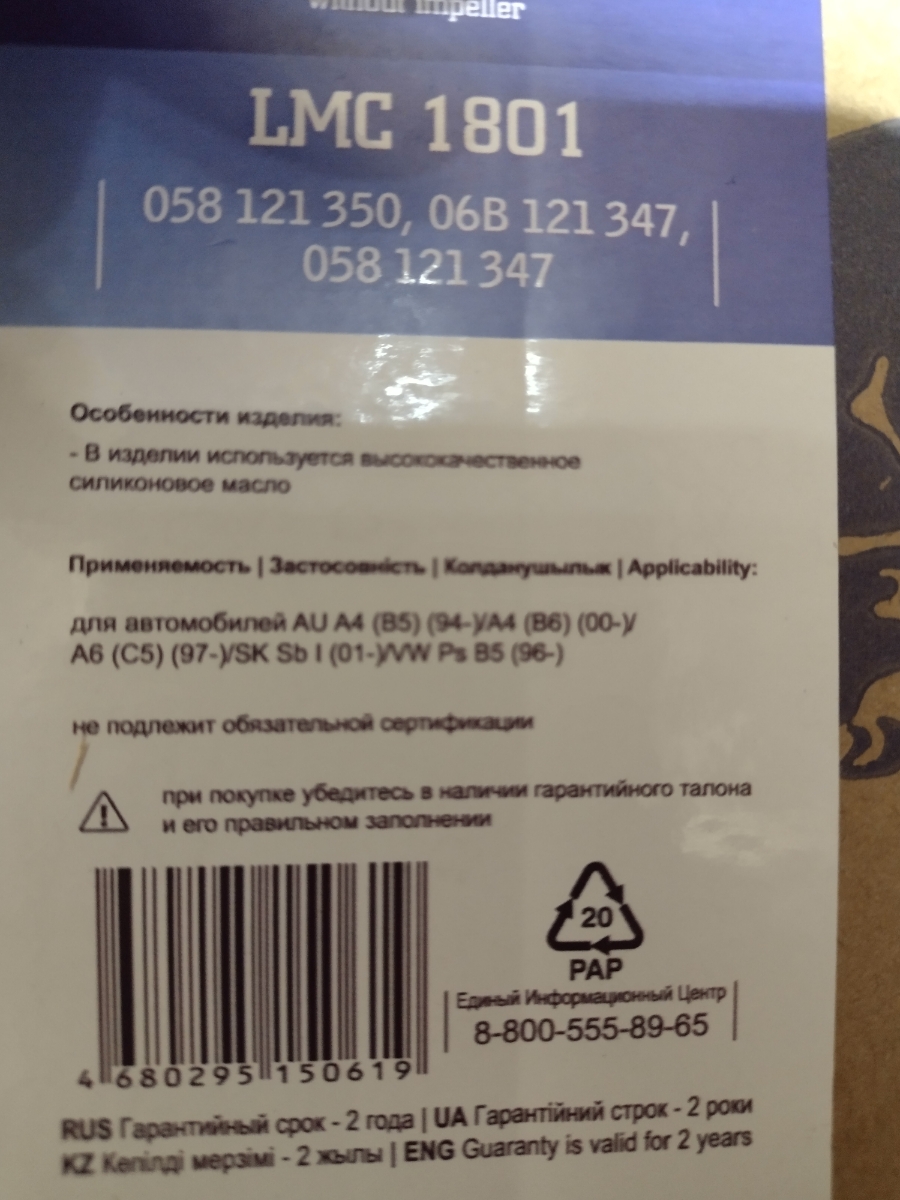 without impeller
LMC 1801
058 121 350, 06B 121 347,
058 121 347
Особенности изделия:
- В изделии используется высококачественное
силиконовое масло
Применяемость | Застосовність | Колданушылык | Applicability:
для автомобилей AU A4 (B5) (94-)/A4 (B6) (00-)/
A6 (C5) (97-)/SK Sb I (01-)/VW Ps B5 (96-)
не подлежит обязательной сертификации
при покупке убедитесь в наличии гарантийного талона
и его правильном заполнении
20
PAP
Единый Информационный Центр
8-800-555-89-65
4 680295 150619
RUS Гарантийный срок - 2 года | UA Гарантійний строк - 2 роки
KZ Кепілді мерзімі - 2 жылы | ENG Guaranty is valid for 2 years